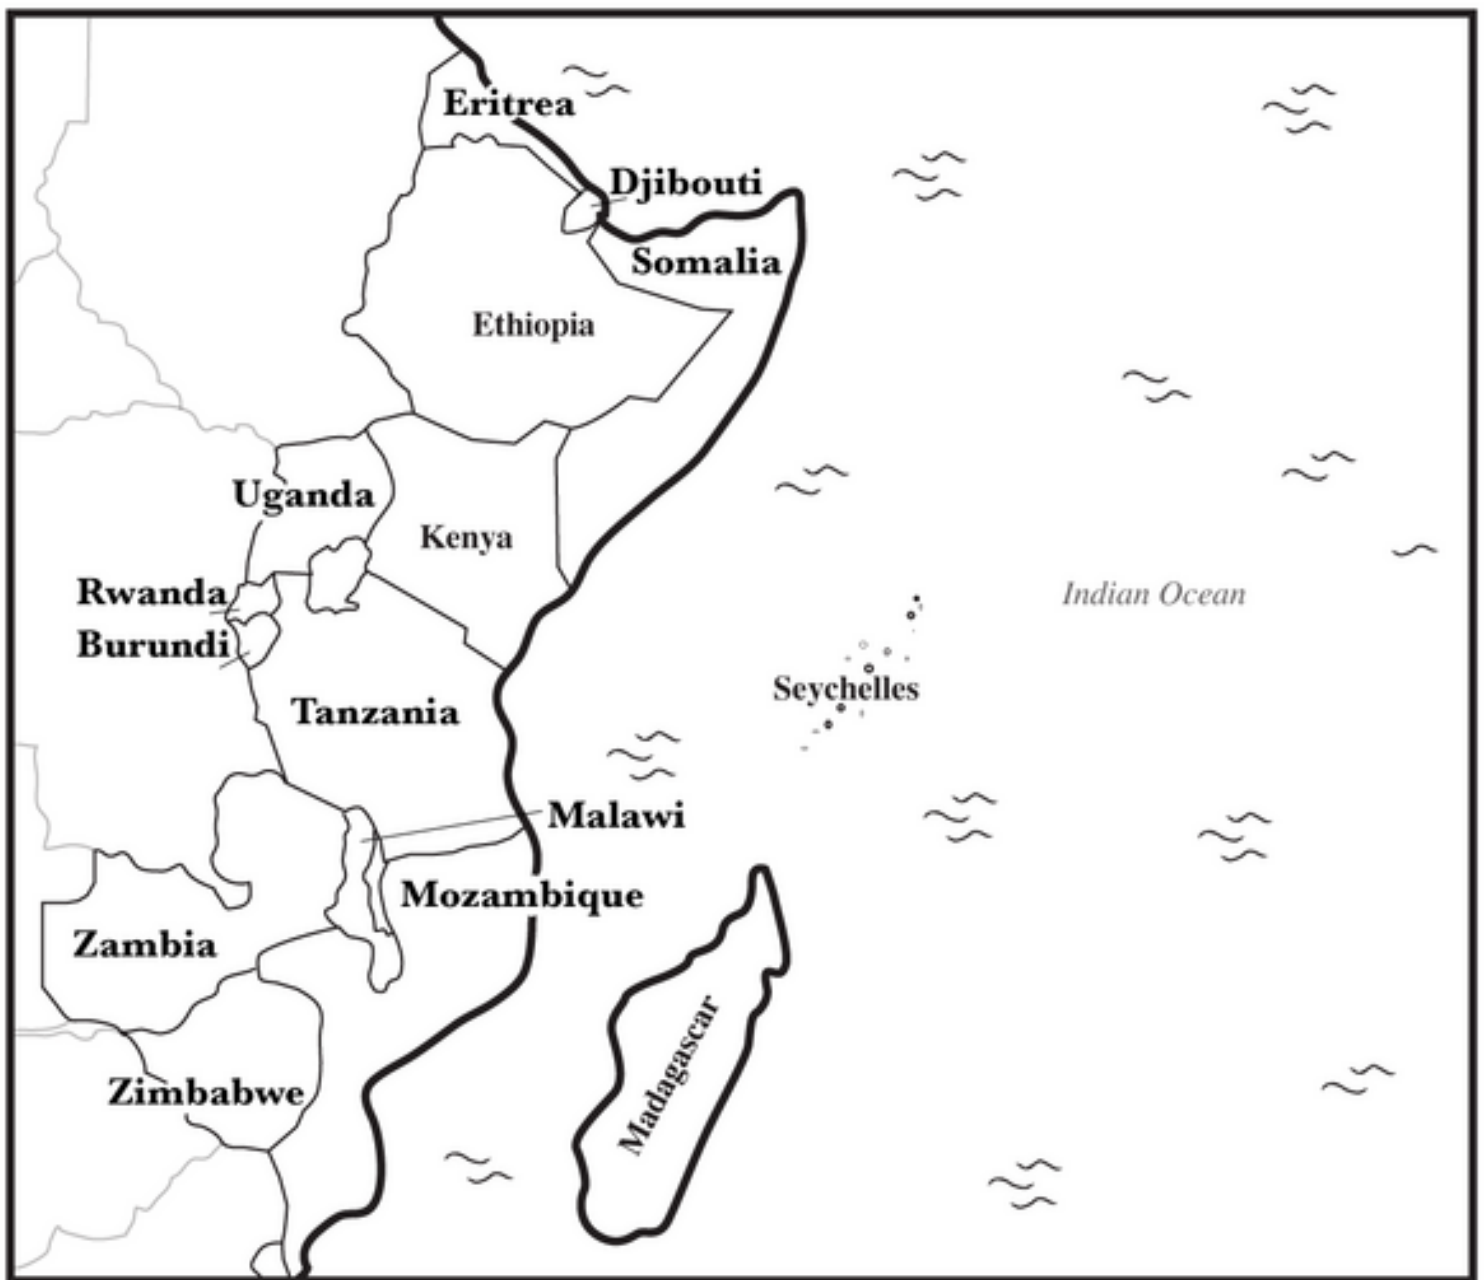 Eritrea
Djibouti
Somalia
Ethiopia
Uganda
Kenya
Rwanda
Indian Ocean
Burundi
Seychelles
Tanzania
Malawi
Mozambique
Zambia
Madagascar
Zimbabwe